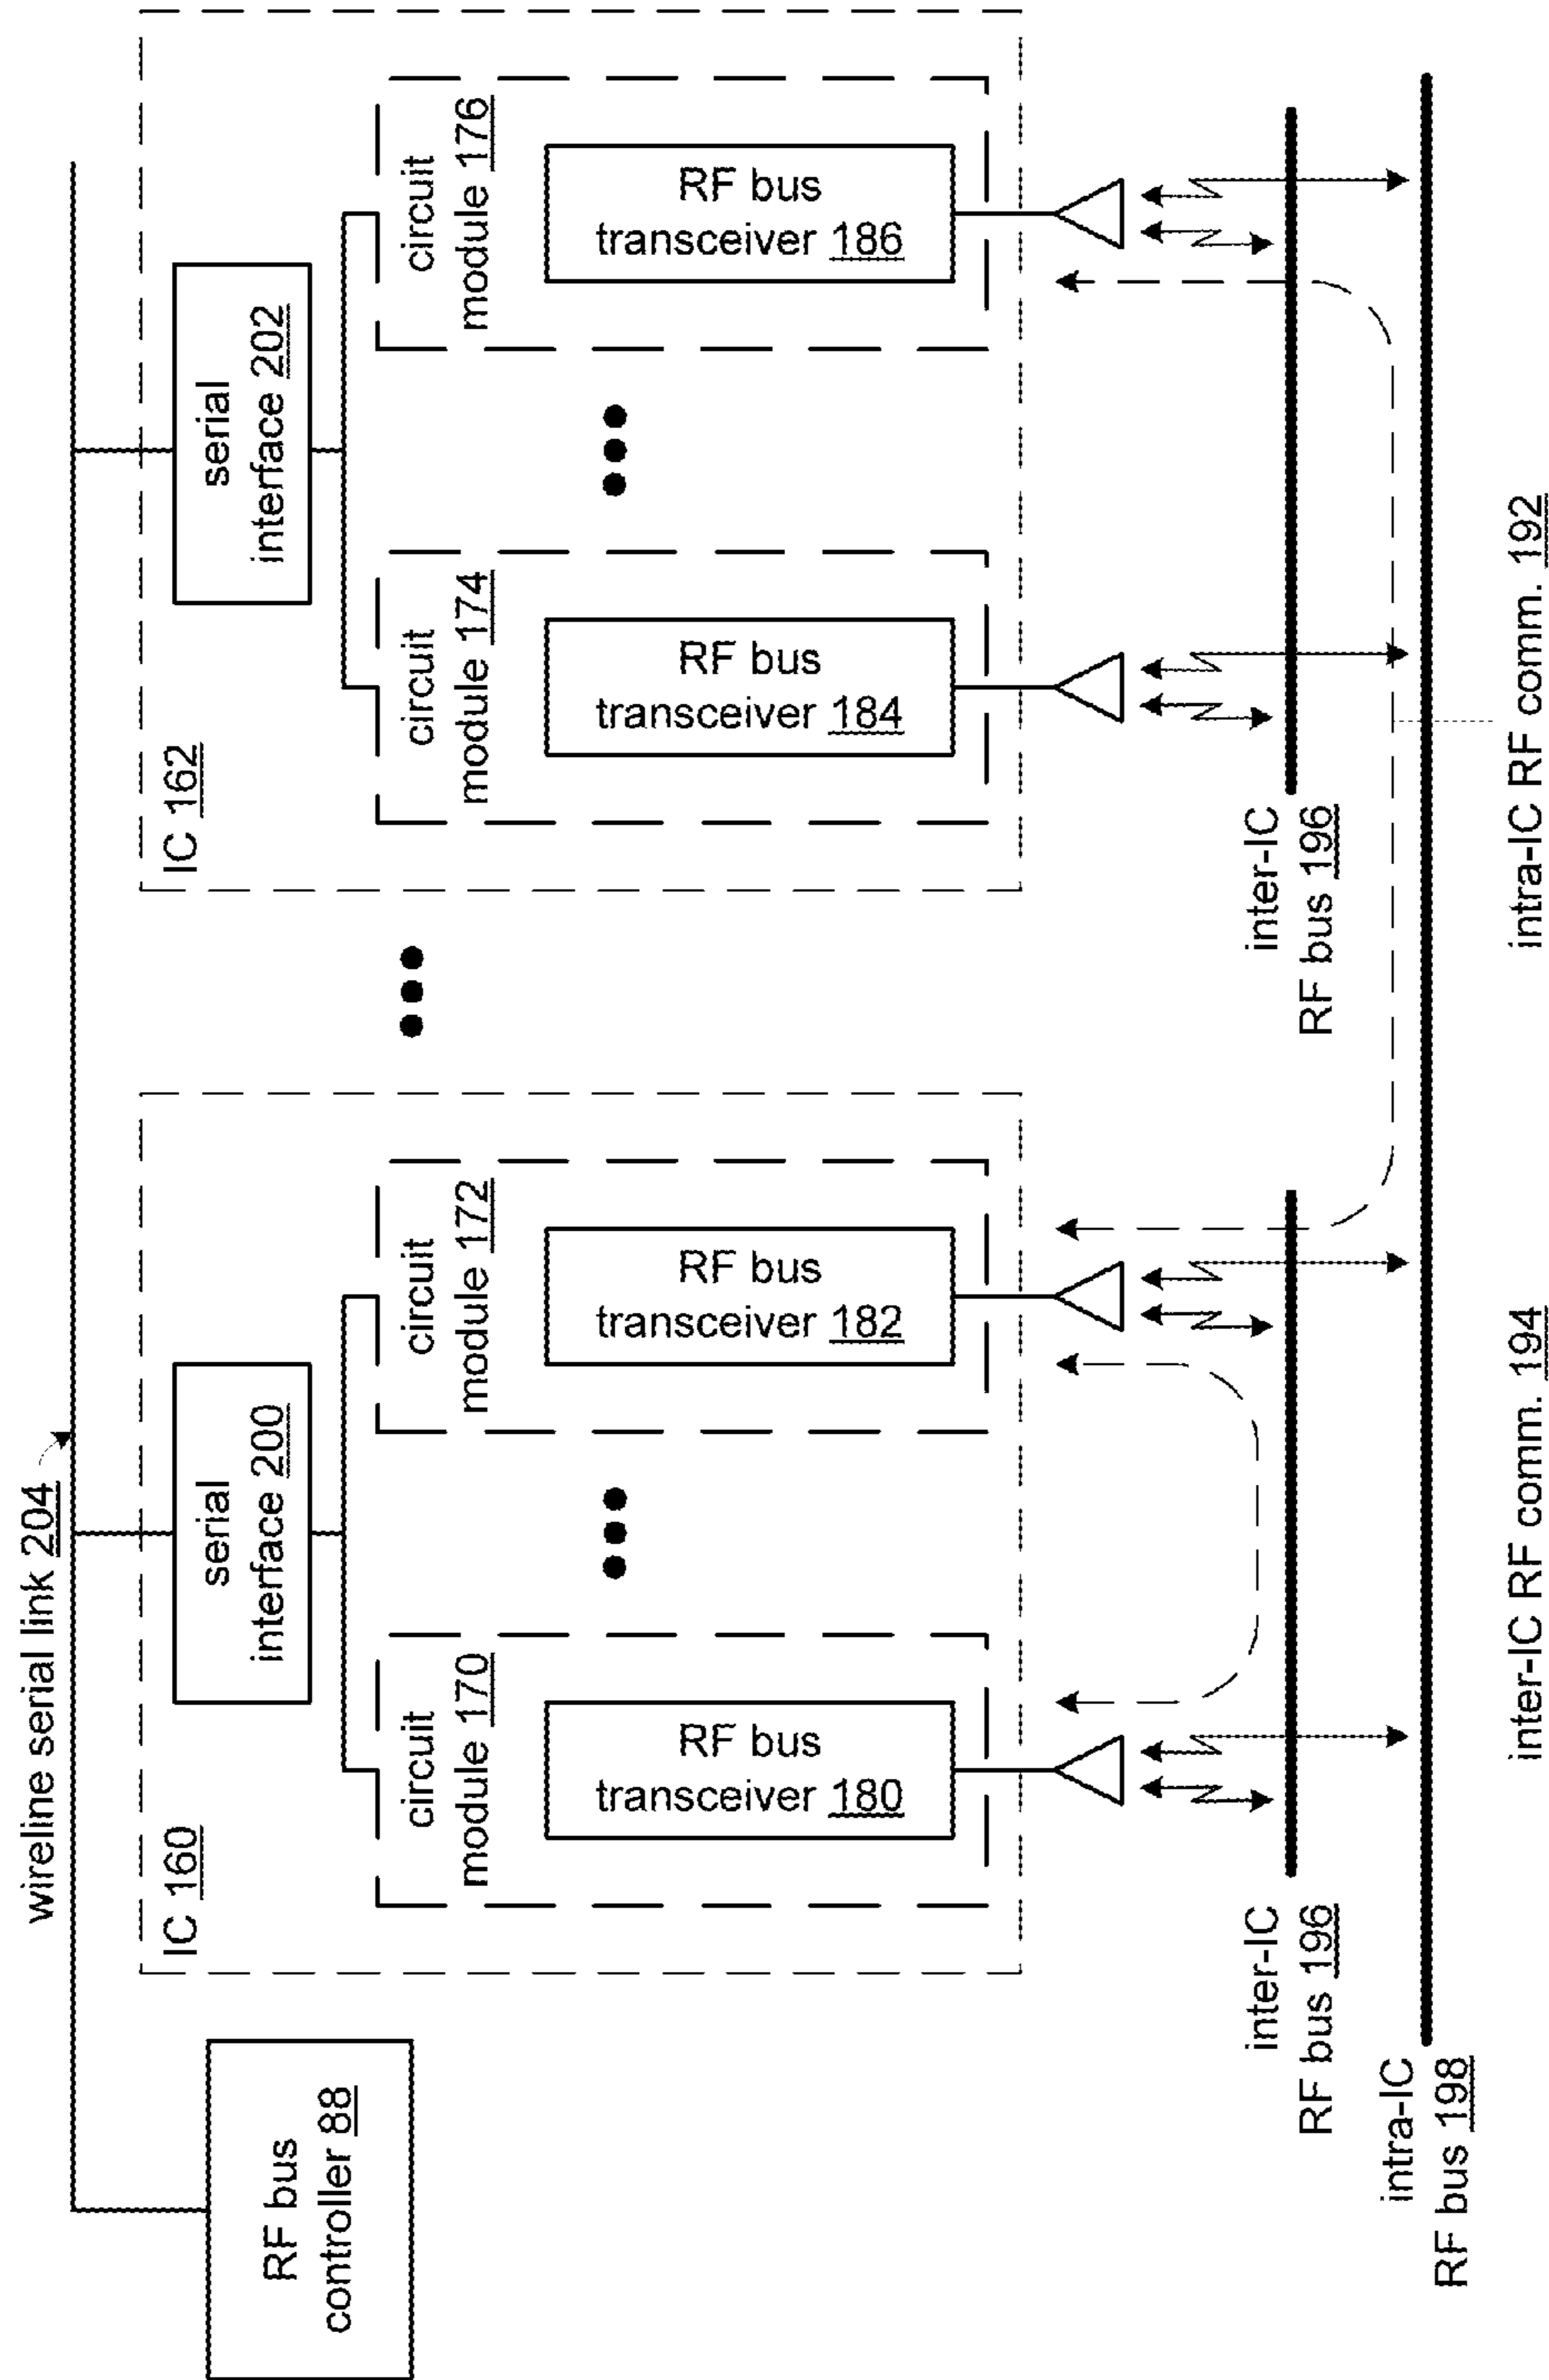 wireline serial link 204
RF bus
controller 88
IC 160
serial
interface 200
circuit
module 170
RF bus
transceiver 180
circuit
module 172
RF bus
transceiver 182
IC 162
serial
interface 202
circuit
module 174
RF bus
transceiver 184
circuit
module 176
RF bus
transceiver 186
inter-IC
RF bus 196
inter-IC
RF bus 196
intra-IC
RF bus 198
inter-IC RF comm. 194
intra-IC RF comm. 192